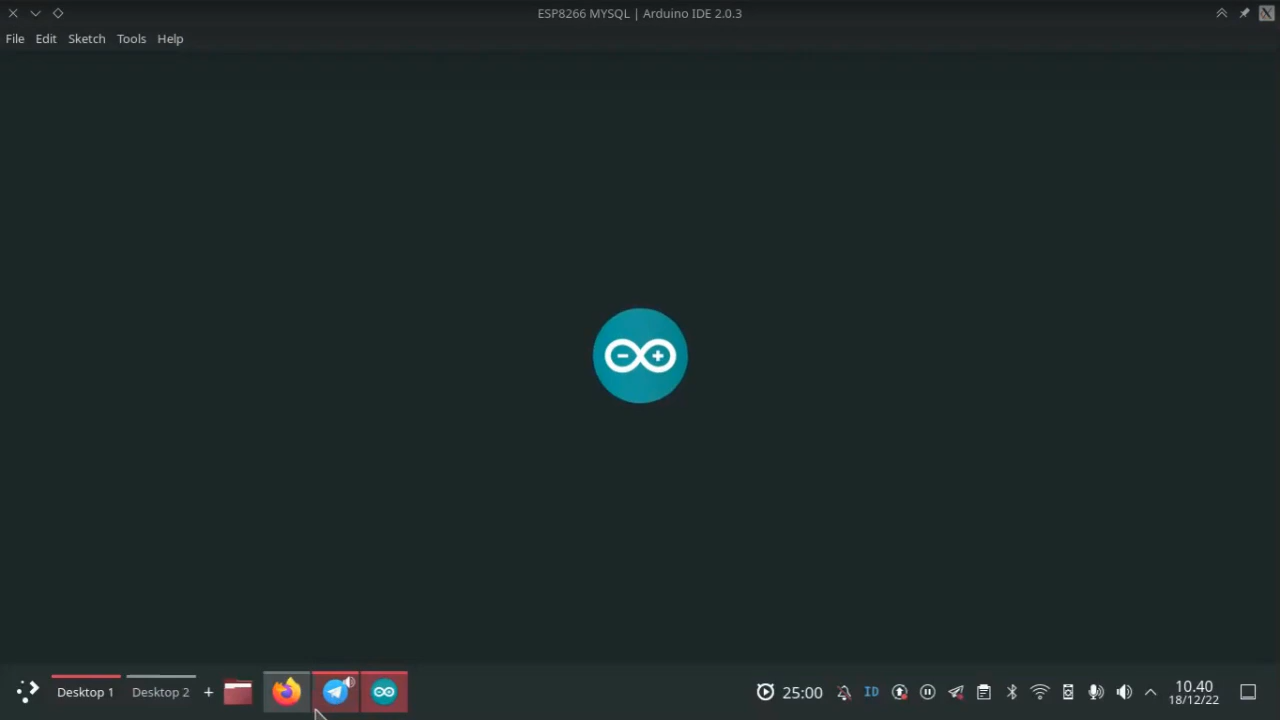 ESP8266 MYSQL | Arduino IDE 2.0.3
File Edit Sketch Tools Help
Desktop 1 Desktop 2 + 25:00 ID 10.40
18/12/22